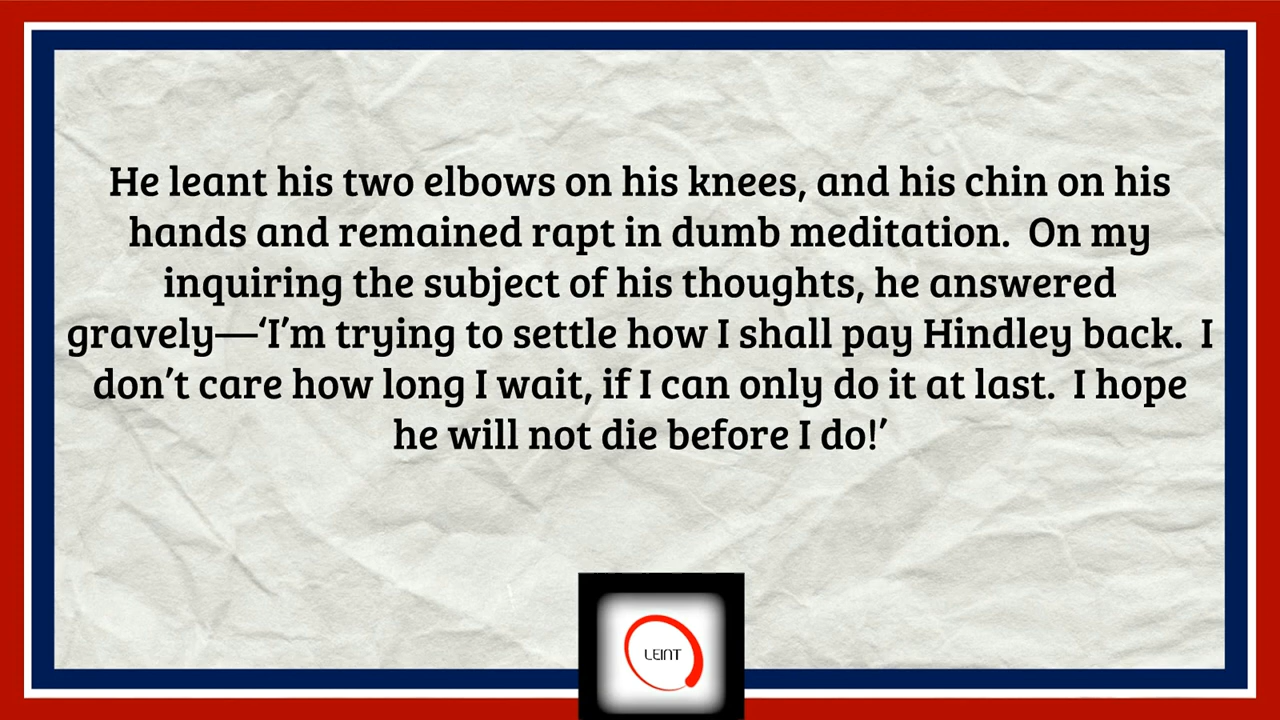 He leant his two elbows on his knees, and his chin on his
hands and remained rapt in dumb meditation.  On my
inquiring the subject of his thoughts, he answered
gravely—‘I’m trying to settle how I shall pay Hindley back.  I
don’t care how long I wait, if I can only do it at last.  I hope
he will not die before I do!’
LEINT